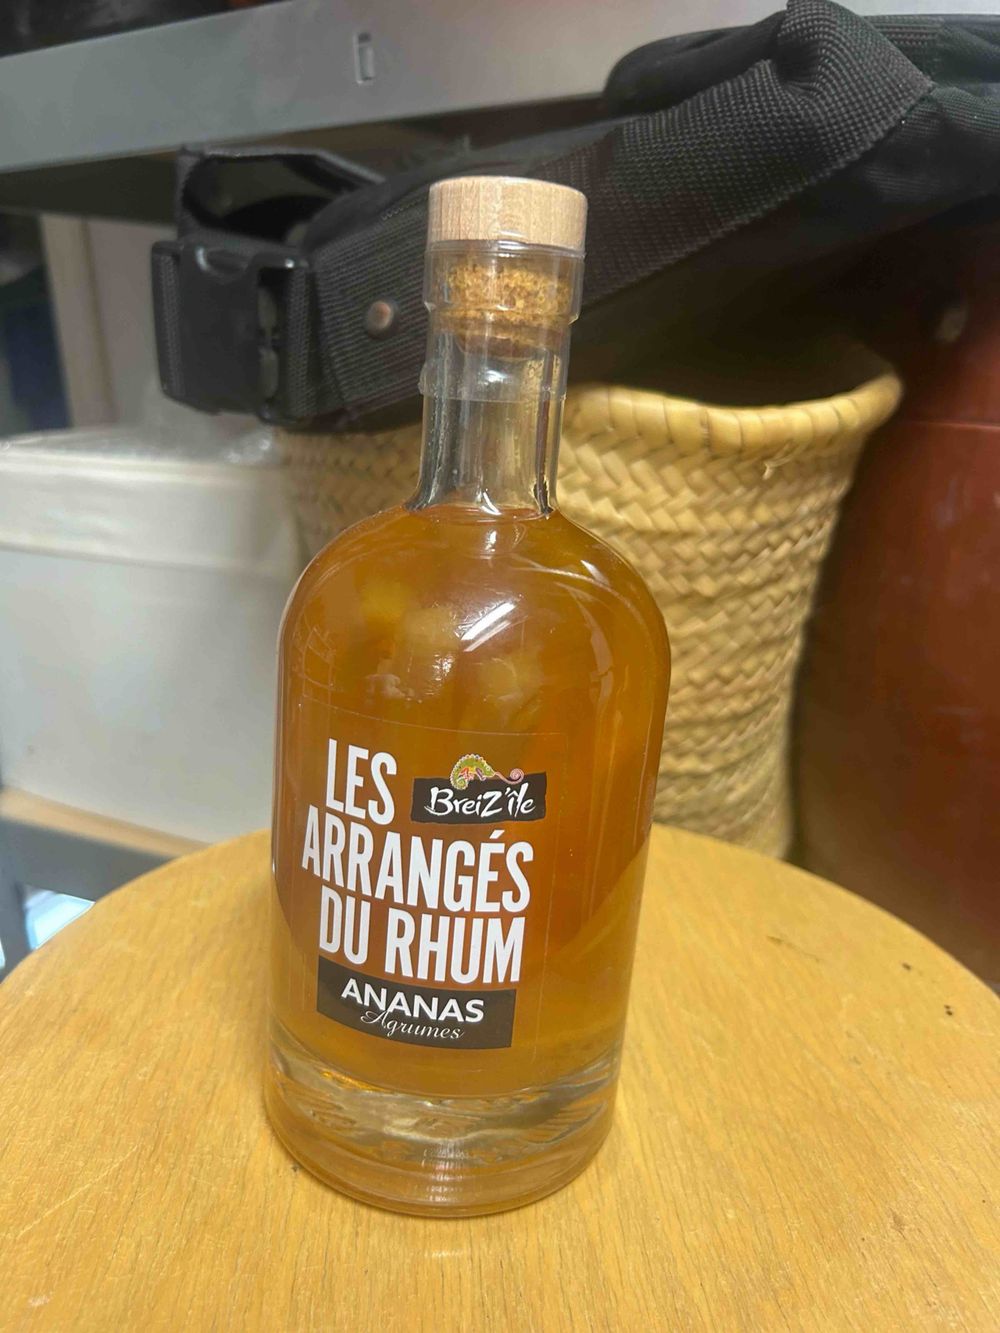 LES
BreiZ'île
ARRANGÉS
DU RHUM
ANANAS
Agrumes